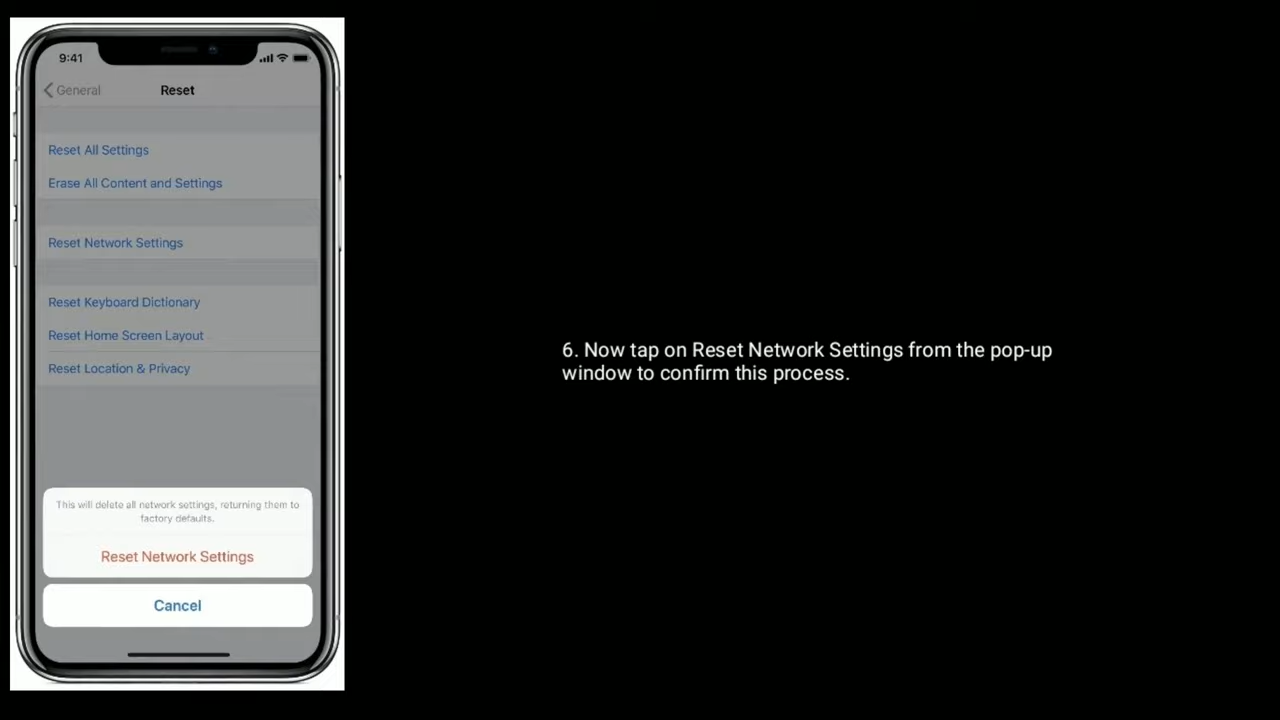 9:41
General
Reset
Reset All Settings
Erase All Content and Settings
Reset Network Settings
Reset Keyboard Dictionary
Reset Home Screen Layout
Reset Location & Privacy
This will delete all network settings, returning them to
factory defaults.
Reset Network Settings
Cancel
6. Now tap on Reset Network Settings from the pop-up
window to confirm this process.